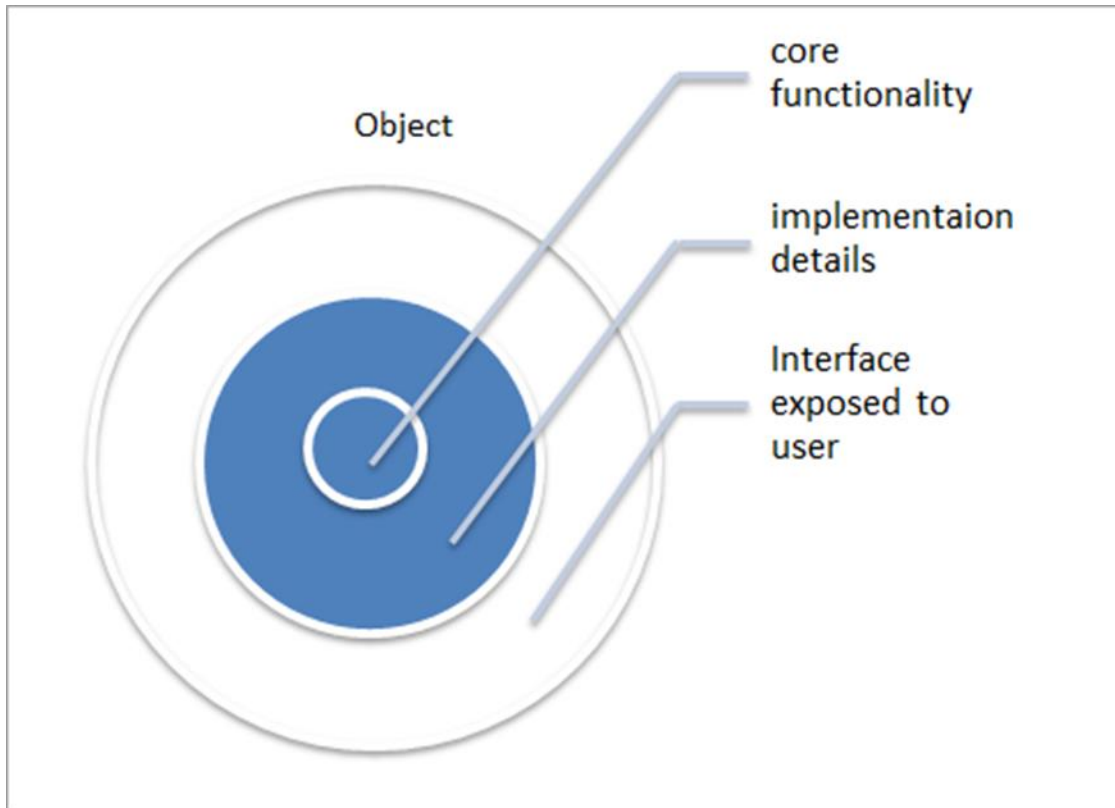 Object
core
functionality
implementaion
details
Interface
exposed to
user